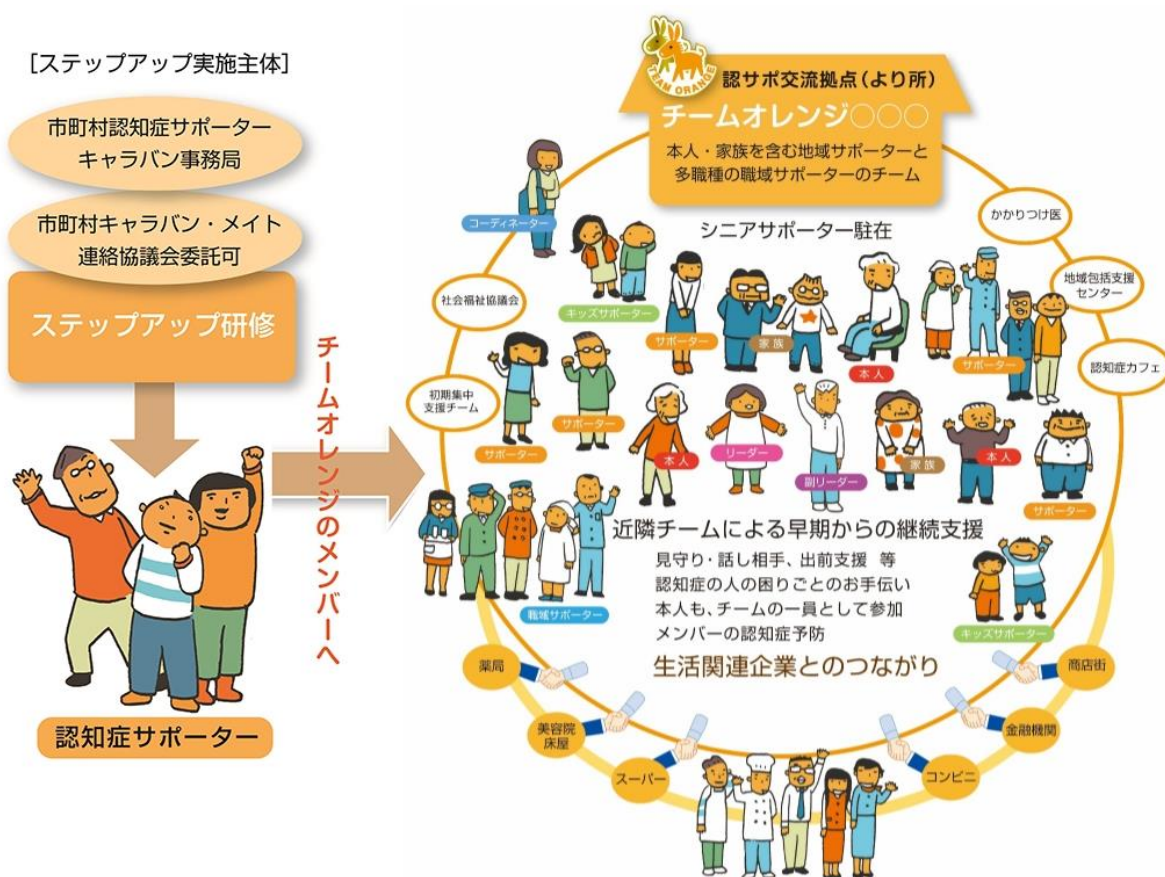 [ステップアップ実施主体]
市町村認知症サポーター
キャラバン事務局
市町村キャラバン・メイト
連絡協議会委託可
ステップアップ研修
認知症サポーター
チームオレンジのメンバーへ
TEAM ORANGE
認サポ交流拠点(より所)
チームオレンジ○○○
本人・家族を含む地域サポーターと
多職種の職域サポーターのチーム
コーディネーター
シニアサポーター駐在
かかりつけ医
社会福祉協議会
地域包括支援
センター
キッズサポーター
サポーター
家族
本人
サポーター
認知症カフェ
初期集中
支援チーム
サポーター
サポーター
本人
リーダー
副リーダー
家族
本人
サポーター
近隣チームによる早期からの継続支援
見守り・話し相手、出前支援 等
認知症の人の困りごとのお手伝い
本人も、チームの一員として参加
メンバーの認知症予防
職域サポーター
キッズサポーター
生活関連企業とのつながり
薬局
商店街
美容院
床屋
金融機関
スーパー
コンビニ